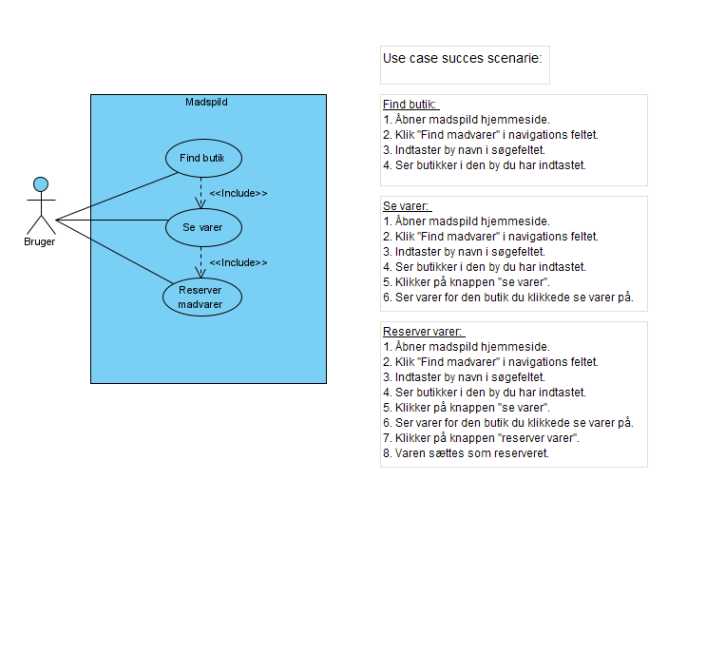 Use case succes scenarie:
Madspild
Find butik
<<Include>>
Se varer
<<Include>>
Reserver
madvarer
Bruger
Find butik:
1. Åbner madspild hjemmeside.
2. Klik "Find madvarer" i navigations feltet.
3. Indtaster by navn i søgefeltet.
4. Ser butikker i den by du har indtastet.
Se varer:
1. Åbner madspild hjemmeside.
2. Klik "Find madvarer" i navigations feltet.
3. Indtaster by navn i søgefeltet.
4. Ser butikker i den by du har indtastet.
5. Klikker på knappen "se varer".
6. Ser varer for den butik du klikkede se varer på.
Reserver varer:
1. Åbner madspild hjemmeside.
2. Klik "Find madvarer" i navigations feltet.
3. Indtaster by navn i søgefeltet.
4. Ser butikker i den by du har indtastet.
5. Klikker på knappen "se varer".
6. Ser varer for den butik du klikkede se varer på.
7. Klikker på knappen "reserver varer".
8. Varen sættes som reserveret.